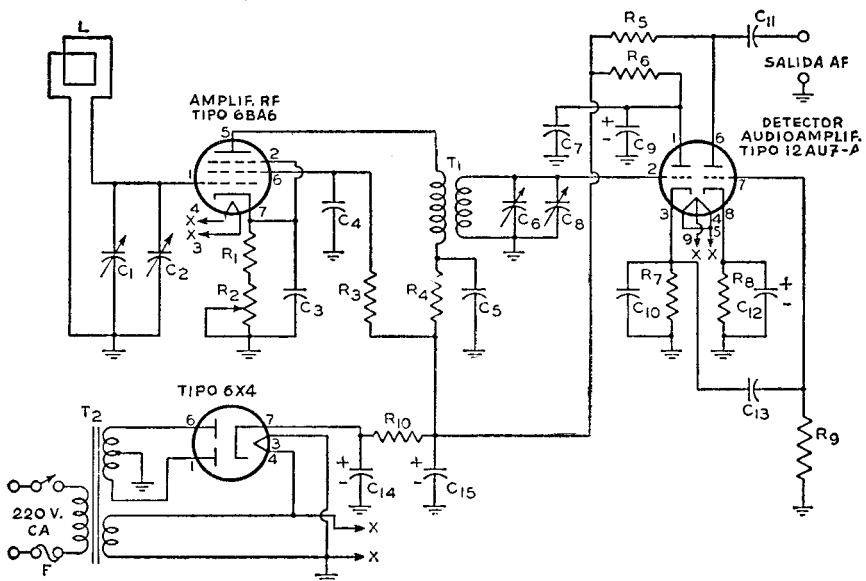 L
AMPLIF. RF
TIPO 6BA6
5
1
2
6
4
X
X
3
7
C1
C2
R1
R2
C3
C4
R3
R4
C5
T1
C6
C8
R5
R6
C7
+
-
C9
C11
SALIDA AF
DETECTOR
AUDIOAMPLIF.
TIPO 12AU7-A
1
6
2
7
3
8
4
5
9
X
X
R7
C10
R8
C12
+
-
C13
R9
TIPO 6X4
T2
6
1
7
3
4
R10
+
-
C14
+
-
C15
220 V.
CA
F
X
X